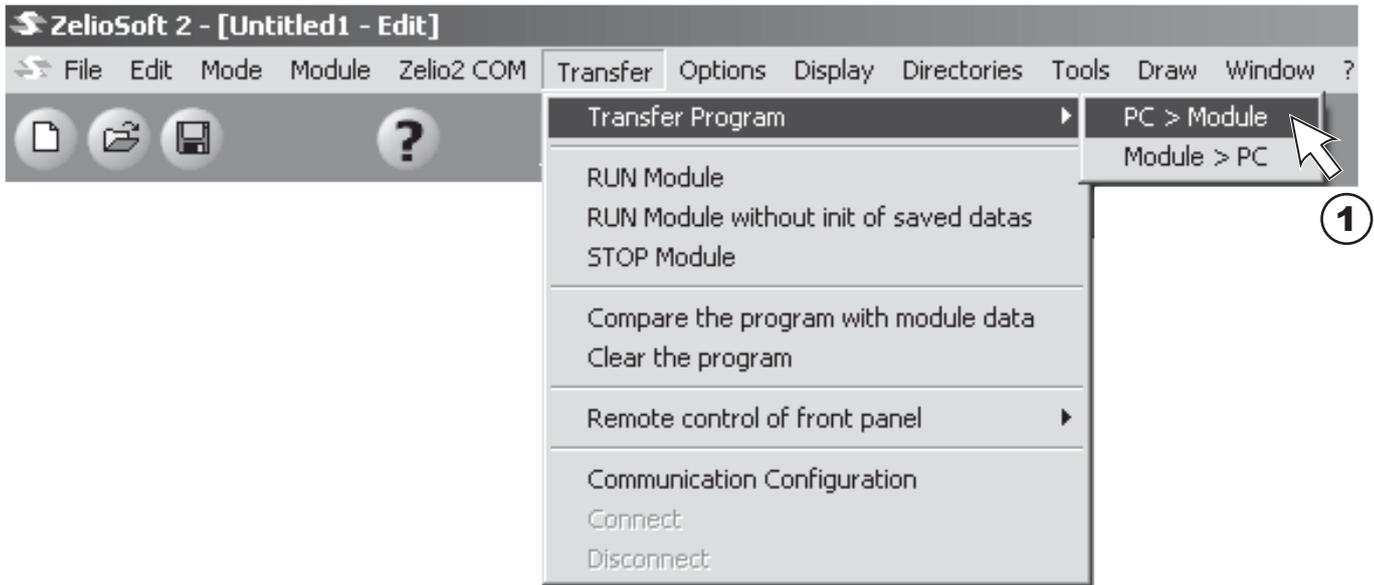 ZelioSoft 2 - [Untitled1 - Edit]
File Edit Mode Module Zelio2 COM Transfer Options Display Directories Tools Draw Window ?
?
Transfer Program
PC > Module
Module > PC
RUN Module
RUN Module without init of saved datas
STOP Module
1
Compare the program with module data
Clear the program
Remote control of front panel
Communication Configuration
Connect
Disconnect